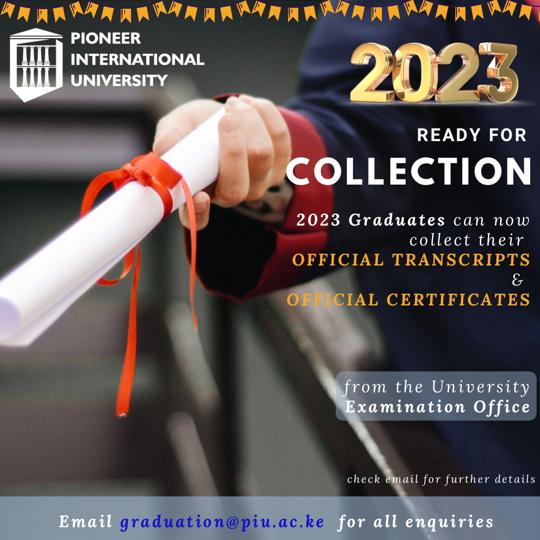 PIONEER
INTERNATIONAL
UNIVERSITY
2023
READY FOR
COLLECTION
2023 Graduates can now
collect their
OFFICIAL TRANSCRIPTS
&
OFFICIAL CERTIFICATES
from the University
Examination Office
check email for further details
Email graduation@piu.ac.ke for all enquiries